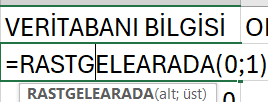 VERİTABANI BİLGİSİ
=RASTGELEARADA(0;1)
RASTGELEARADA(alt; üst)